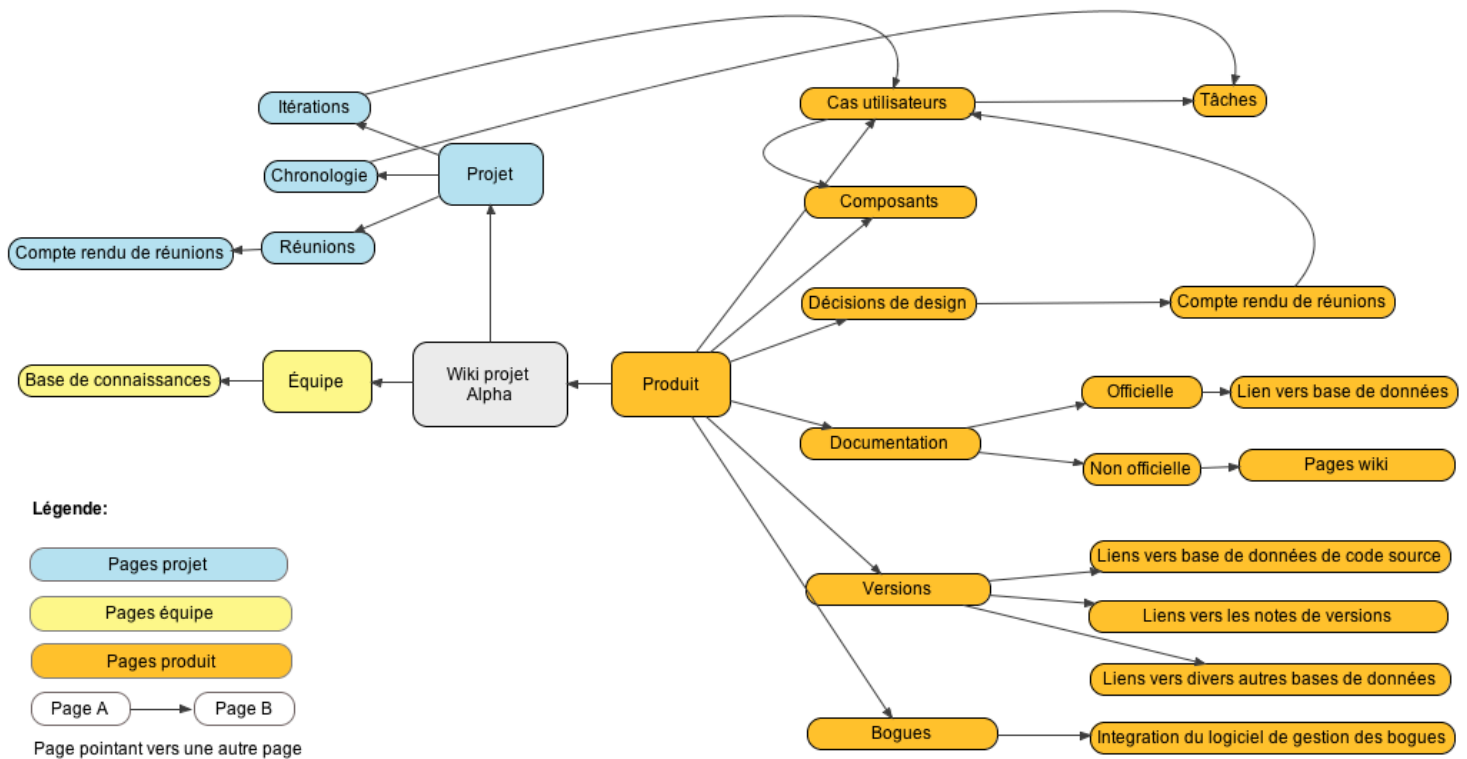 Itérations
Cas utilisateurs
Tâches
Chronologie
Projet
Composants
Compte rendu de réunions
Réunions
Décisions de design
Compte rendu de réunions
Base de connaissances
Équipe
Wiki projet
Alpha
Produit
Officielle
Lien vers base de données
Documentation
Non officielle
Pages wiki
Légende:
Pages projet
Pages équipe
Pages produit
Page A
Page B
Page pointant vers une autre page
Liens vers base de données de code source
Versions
Liens vers les notes de versions
Liens vers divers autres bases de données
Bogues
Integration du logiciel de gestion des bogues